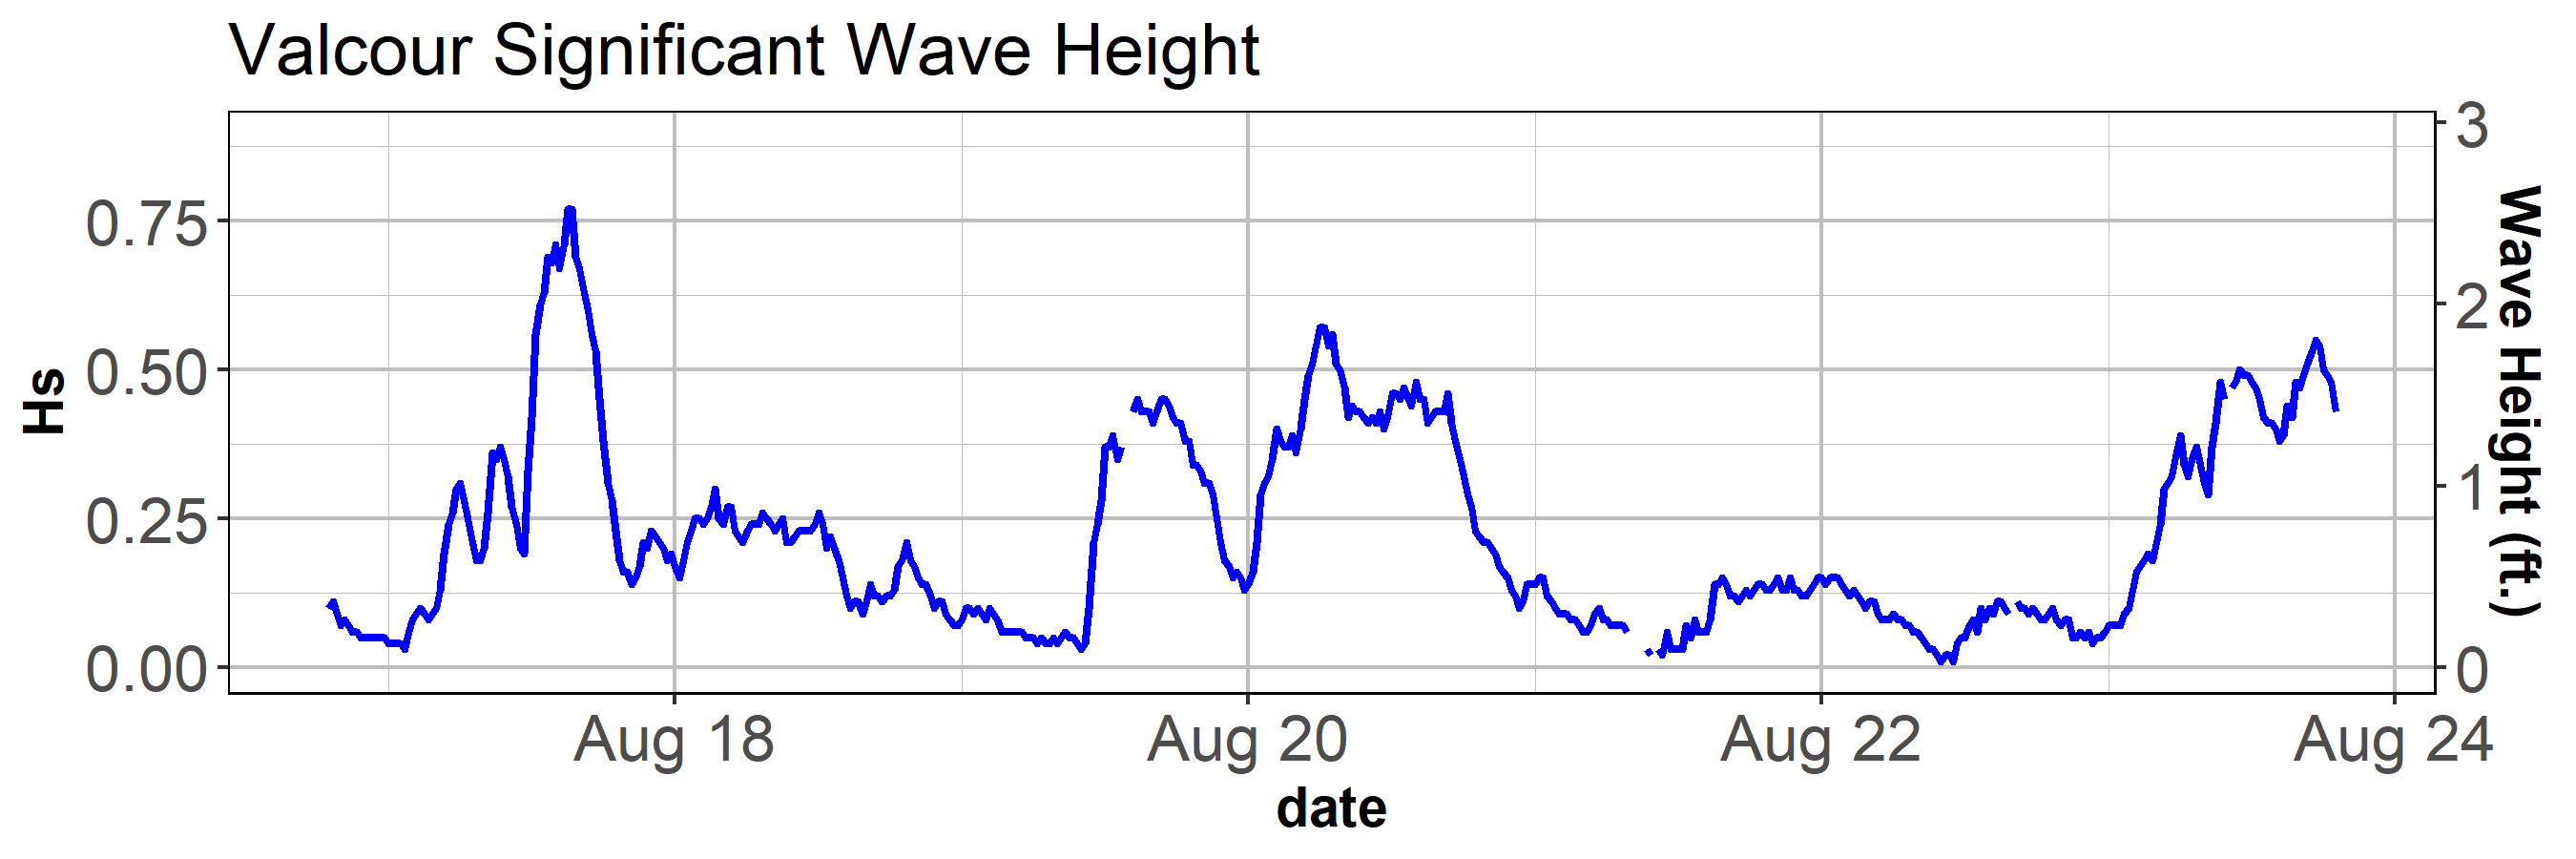 Valcour Significant Wave Height
Hs
0.75
0.50
0.25
0.00
3
2
1
0
Wave Height (ft.)
Aug 18
Aug 20
Aug 22
Aug 24
date